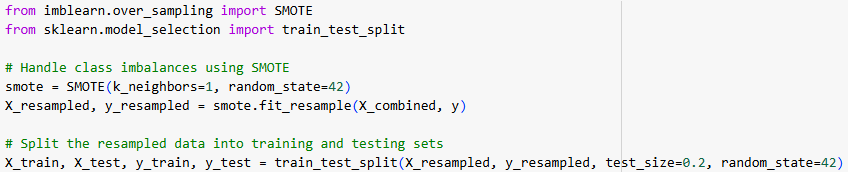 from imblearn.over_sampling import SMOTE
from sklearn.model_selection import train_test_split
# Handle class imbalances using SMOTE
smote = SMOTE(k_neighbors=1, random_state=42)
X_resampled, y_resampled = smote.fit_resample(X_combined, y)
# Split the resampled data into training and testing sets
X_train, X_test, y_train, y_test = train_test_split(X_resampled, y_resampled, test_size=0.2, random_state=42)